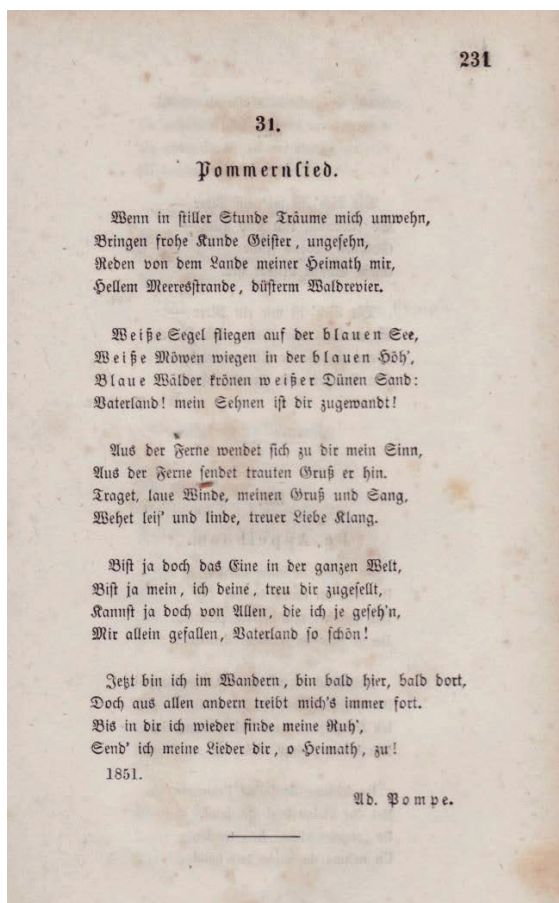 231
31.
Pommernlied.
Wenn in stiller Stunde Träume mich umwehn,
Bringen frohe Kunde Geister, ungesehn,
Reden von dem Lande meiner Heimath mir,
Hellem Meeresstrande, düsterm Waldrevier.
Weiße Segel fliegen auf der blauen See,
Weiße Möwen wiegen in der blauen Höh',
Blaue Wälder krönen weißer Dünen Sand:
Vaterland! mein Sehnen ist dir zugewandt!
Aus der Ferne wendet sich zu dir mein Sinn,
Aus der Ferne sendet trauten Gruß er hin.
Traget, laue Winde, meinen Gruß und Sang,
Wehet leis' und linde, treuer Liebe Klang.
Bist ja doch das Eine in der ganzen Welt,
Bist ja mein, ich deine, treu dir zugesellt,
Kannst ja doch von Allen, die ich je geseh'n,
Mir allein gefallen, Vaterland so schön!
Jetzt bin ich im Wandern, bin bald hier, bald dort,
Doch aus allen andern treibt mich's immer fort.
Bis in dir ich wieder finde meine Ruh',
Send' ich meine Lieder dir, o Heimath, zu!
1851.
Ad. Pompe.